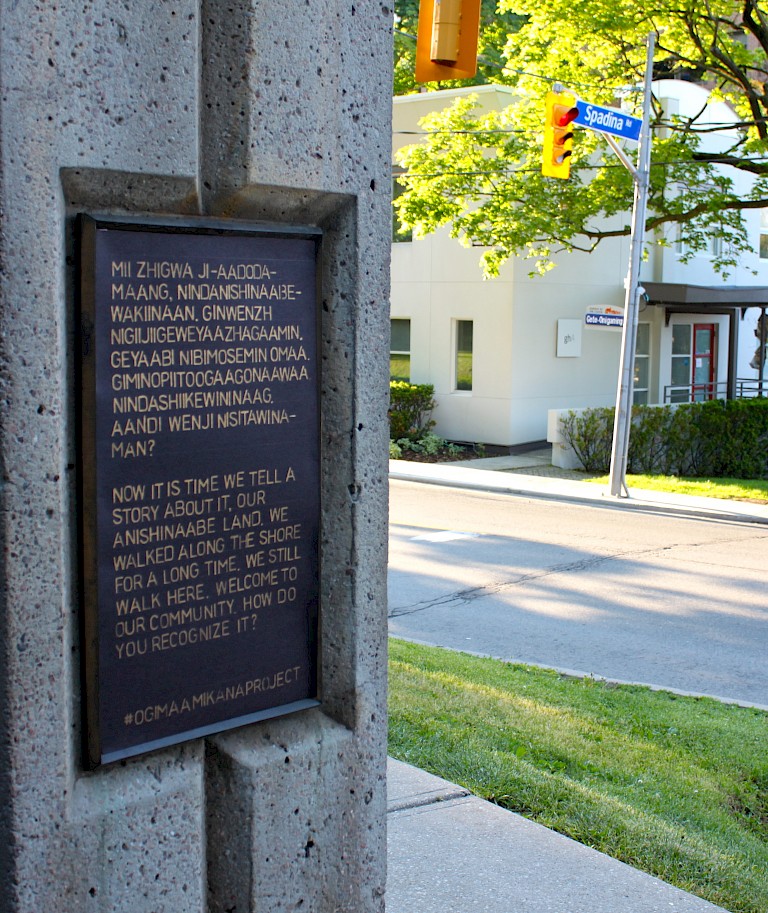 MII ZHIGWA JI-AADODA-
MAANG, NINDANISHINAABE-
WAKIINAAN, GINWENZH
NIGIIJIIGEWEYAAZHAGAAMIN,
GEYAABI NIBIMOSEMIN OMAA.
GIMINOPIITOOGAAGONAAWAA
NINDASHIIKEWININAAG,
AANDI WENJI NISITAWINA-
MAN?
NOW IT IS TIME WE TELL A
STORY ABOUT IT, OUR
ANISHINAABE LAND, WE
WALKED ALONG THE SHORE
FOR A LONG TIME, WE STILL
WALK HERE, WELCOME TO
OUR COMMUNITY, HOW DO
YOU RECOGNIZE IT?
#OGIMAAMIKANAPROJECT
Spadina Rd
Gete-Onigaming